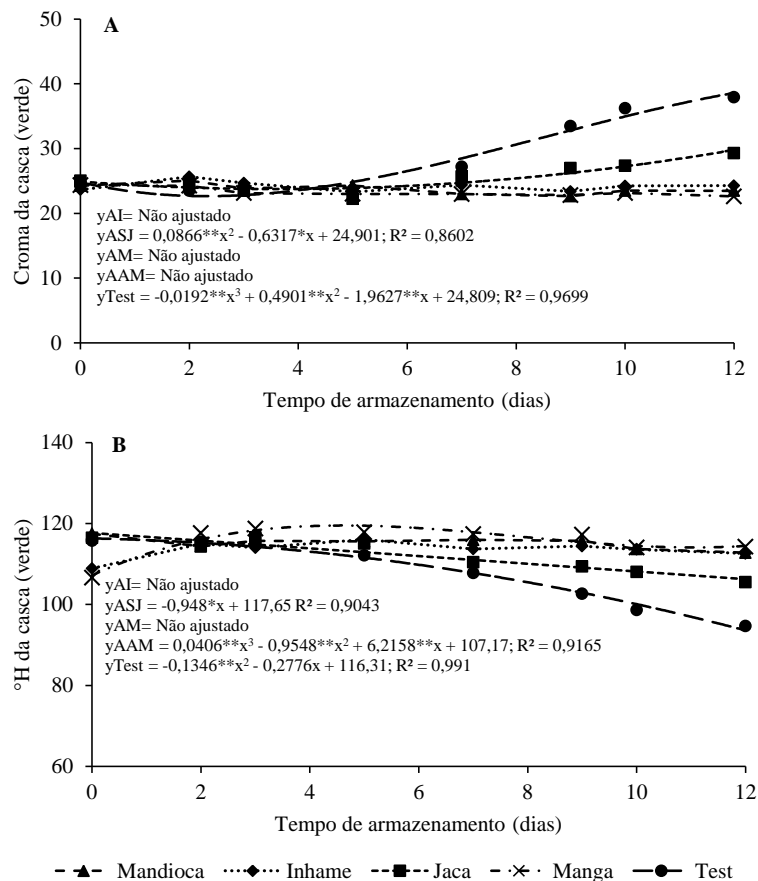 A
Croma da casca (verde)
50
40
30
20
10
0
yAI= Não ajustado
yASJ = 0,0866**x² - 0,6317*x + 24,901; R² = 0,8602
yAM= Não ajustado
yAAM= Não ajustado
yTest = -0,0192**x³ + 0,4901**x² - 1,9627**x + 24,809; R² = 0,9699
0 2 4 6 8 10 12
Tempo de armazenamento (dias)
B
°H da casca (verde)
140
120
100
80
60
yAI= Não ajustado
yASJ = -0,948*x + 117,65 R² = 0,9043
yAM= Não ajustado
yAAM = 0,0406**x³ - 0,9548**x² + 6,2158**x + 107,17; R² = 0,9165
yTest = -0,1346**x² - 0,2776x + 116,31; R² = 0,991
0 2 4 6 8 10 12
Tempo de armazenamento (dias)
Mandioca Inhame Jaca Manga Test